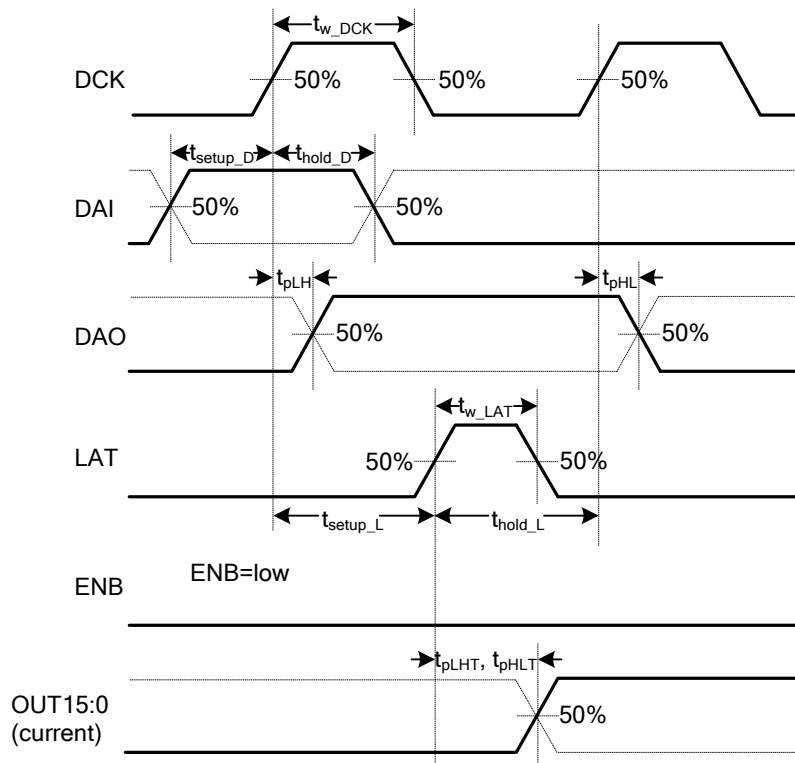 t_w_DCK
DCK
50%
50%
50%
t_setup_D
t_hold_D
DAI
50%
50%
t_pLH
t_pHL
DAO
50%
50%
t_w_LAT
LAT
50%
50%
t_setup_L
t_hold_L
ENB
ENB=low
t_pLHT, t_pHLT
OUT15:0
(current)
50%